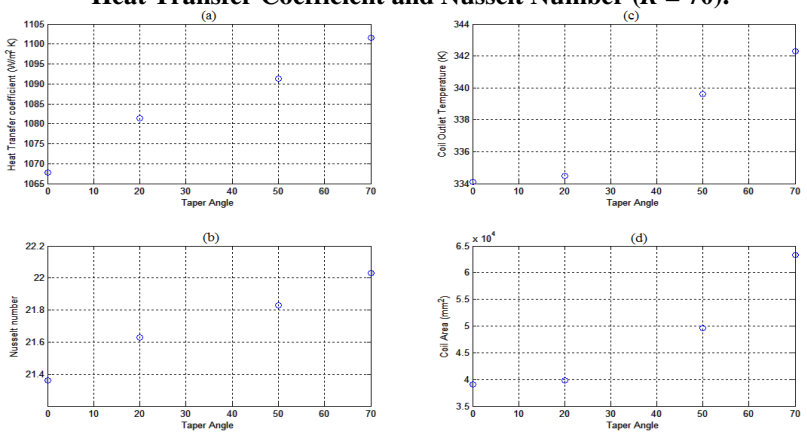 Heat Transfer Coefficient and Nusselt Number (R = 70).
(a)
1105
1100
1095
1090
1085
1080
1075
1070
1065
Heat Transfer coefficient (W/m² K)
0 10 20 30 40 50 60 70
Taper Angle
(c)
344
342
340
338
336
334
Coil Outlet Temperature (K)
0 10 20 30 40 50 60 70
Taper Angle
(b)
22.2
22
21.8
21.6
21.4
Nusselt number
0 10 20 30 40 50 60 70
Taper Angle
(d)
x 10⁴
6.5
6
5.5
5
4.5
4
3.5
Coil Area (mm²)
0 10 20 30 40 50 60 70
Taper Angle